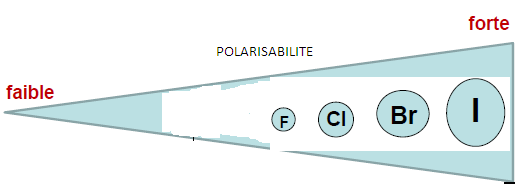 forte
POLARISABILITE
faible
F Cl Br I